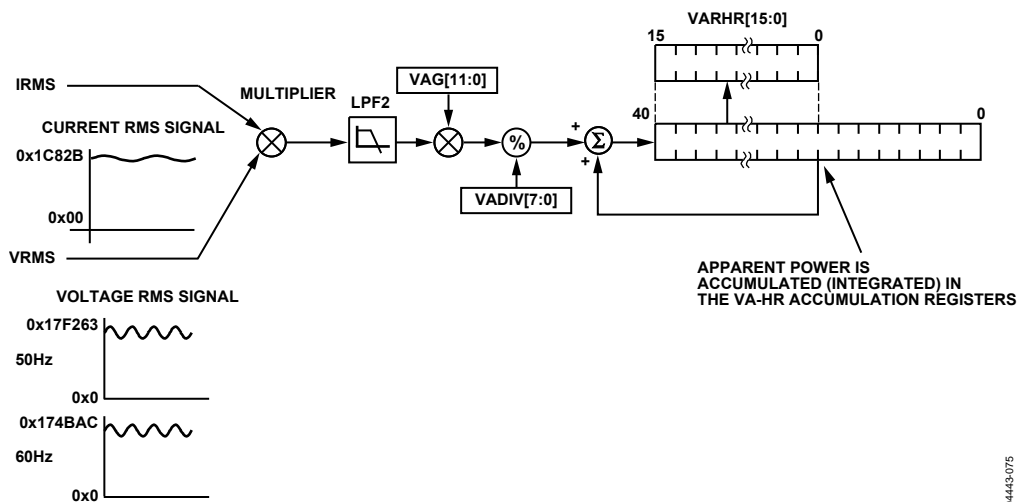 VARHR[15:0]
15
0
IRMS
VAG[11:0]
MULTIPLIER
LPF2
CURRENT RMS SIGNAL
40
0
0x1C82B
+
Σ
%
+
VADIV[7:0]
0x00
VRMS
APPARENT POWER IS
ACCUMULATED (INTEGRATED) IN
THE VA-HR ACCUMULATION REGISTERS
VOLTAGE RMS SIGNAL
0x17F263
50Hz
0x0
0x174BAC
60Hz
0x0